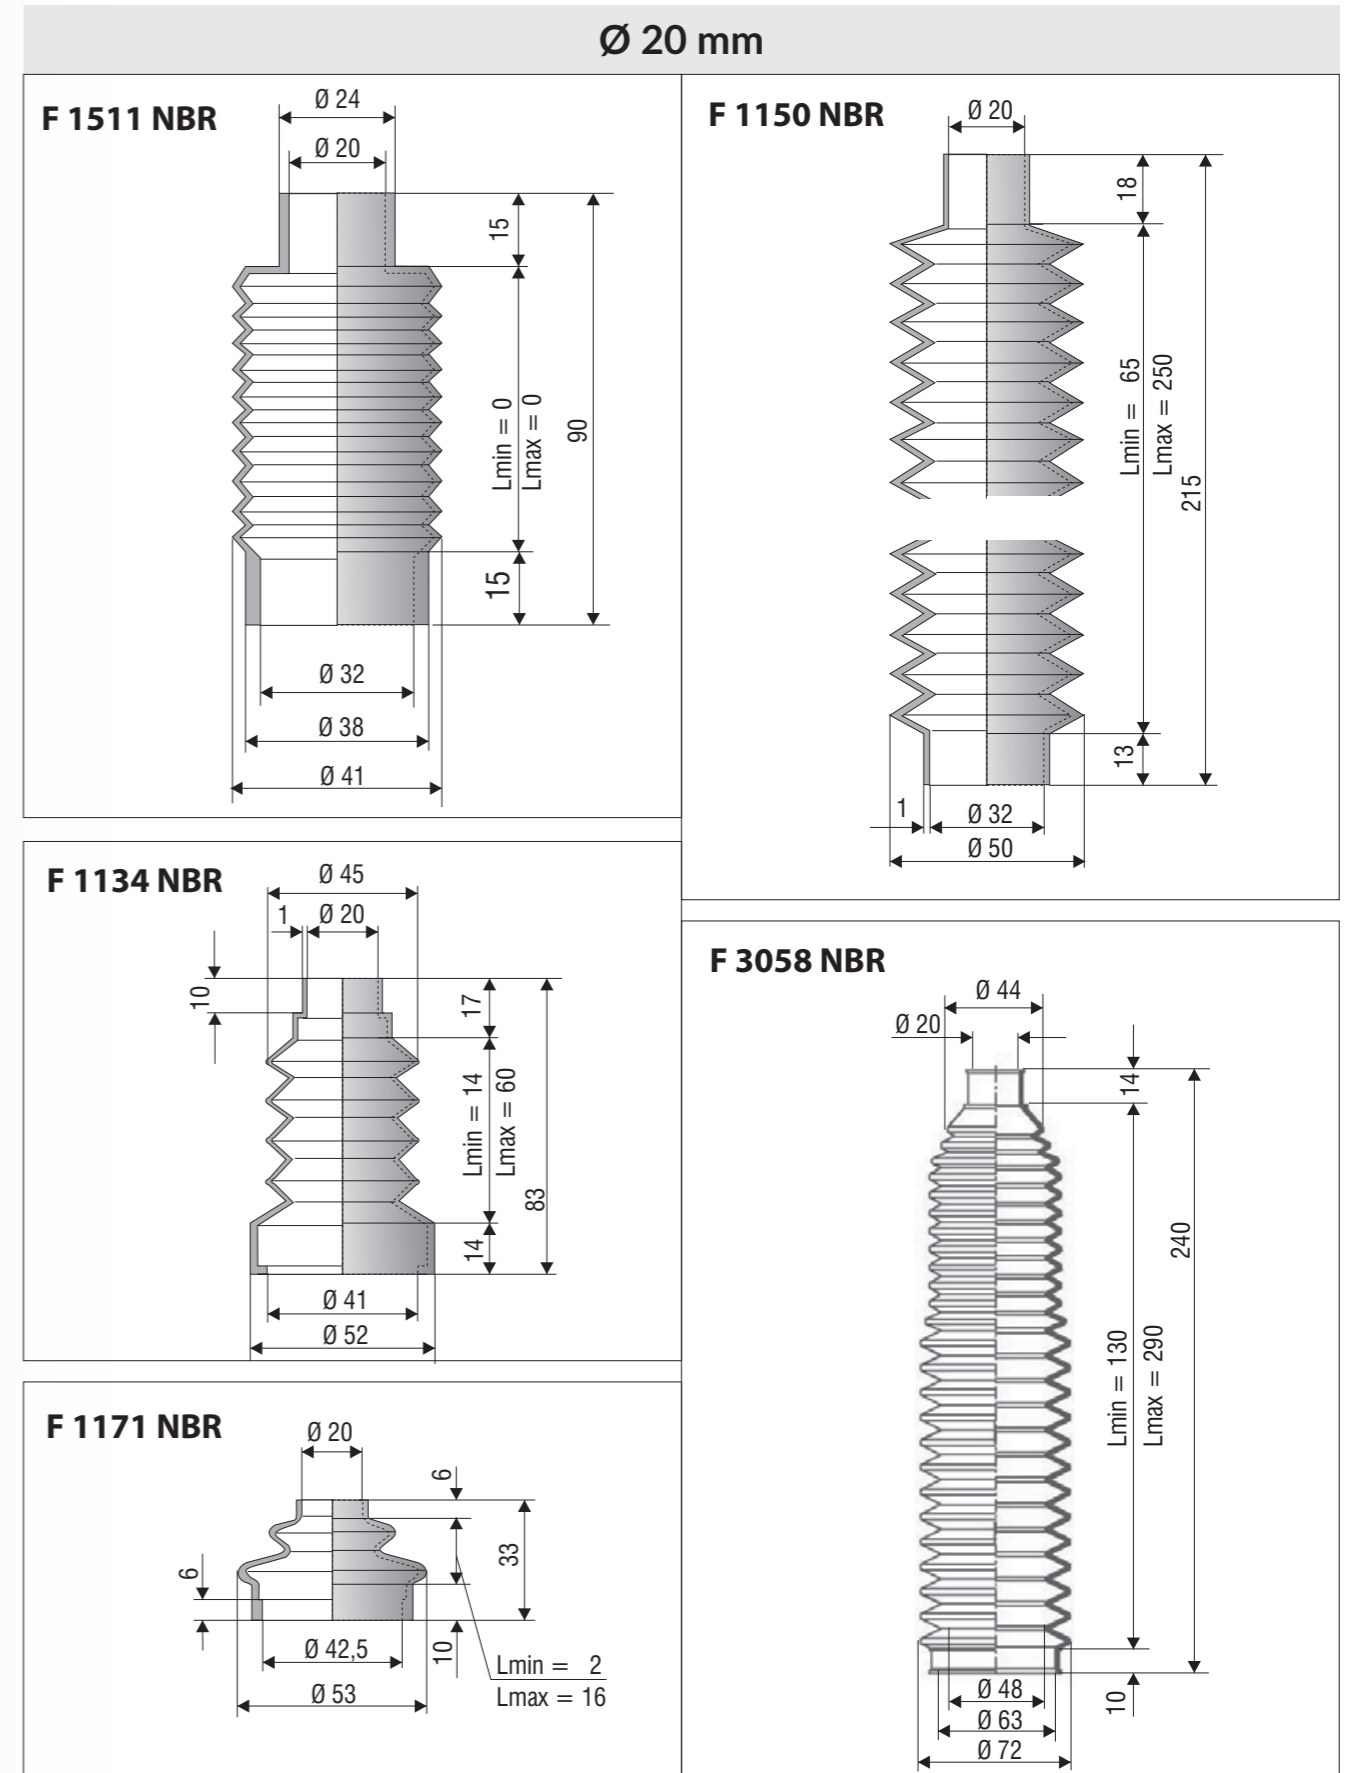 Ø 20 mm
F 1511 NBR
Ø 24
Ø 20
15
Lmin = 0
Lmax = 0
90
15
Ø 32
Ø 38
Ø 41
F 1150 NBR
Ø 20
18
Lmin = 65
Lmax = 250
215
13
1
Ø 32
Ø 50
F 1134 NBR
Ø 45
1
Ø 20
10
17
Lmin = 14
Lmax = 60
83
14
Ø 41
Ø 52
F 3058 NBR
Ø 44
Ø 20
14
240
Lmin = 130
Lmax = 290
Ø 48
10
Ø 63
Ø 72
F 1171 NBR
Ø 20
6
33
6
Ø 42,5
10
Lmin = 2
Lmax = 16
Ø 53